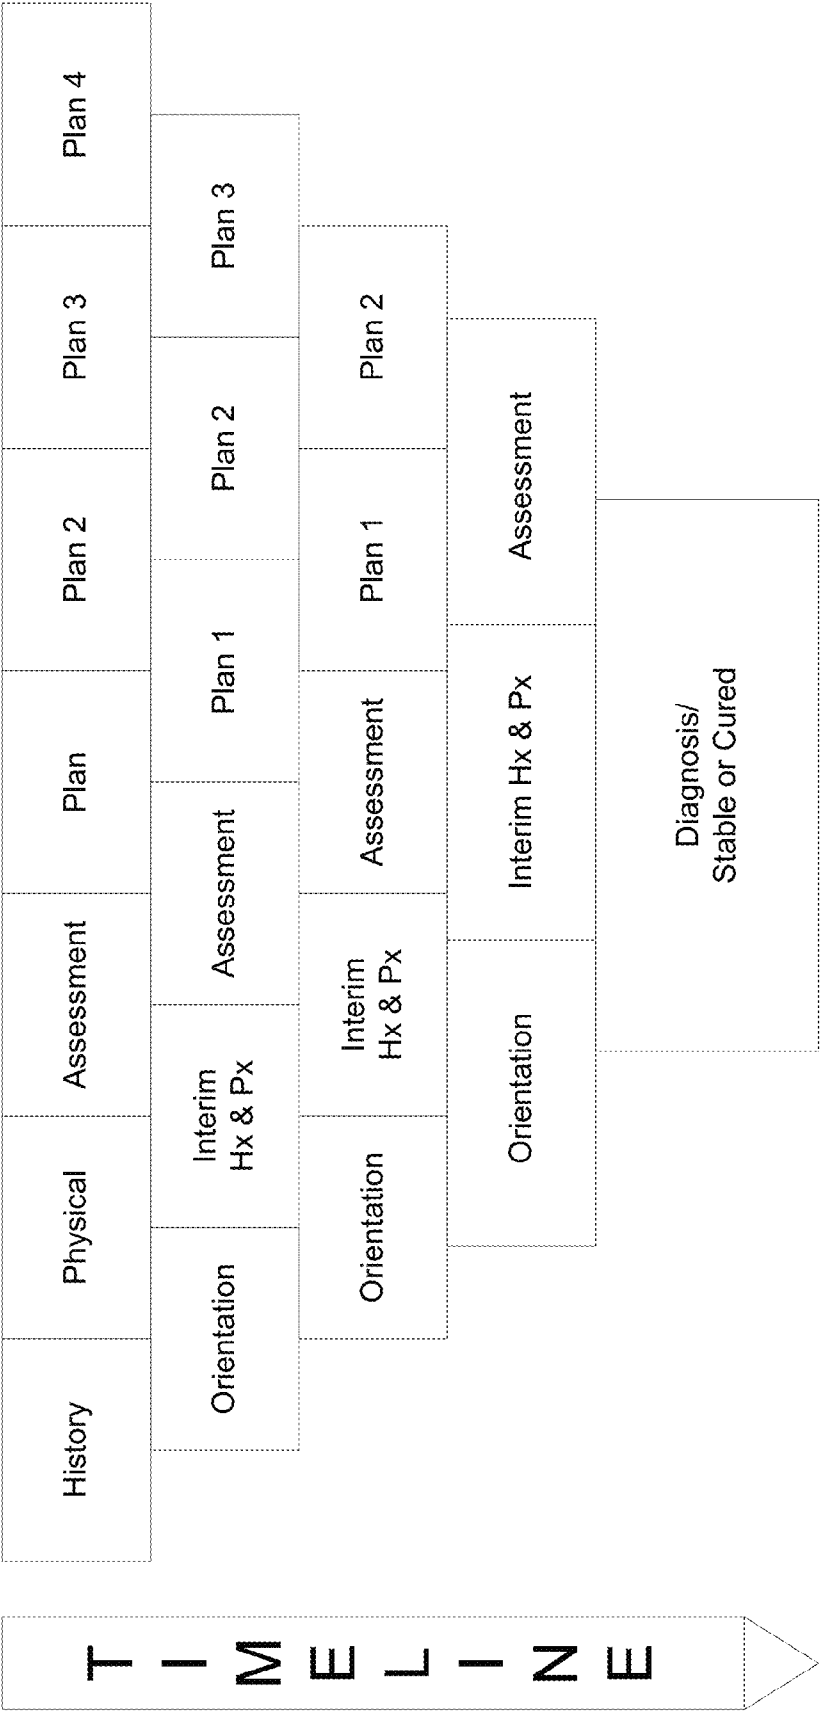 TIMELINE
History
Physical
Assessment
Plan
Plan 2
Plan 3
Plan 4
Orientation
Interim
Hx & Px
Assessment
Plan 1
Plan 2
Plan 3
Orientation
Interim
Hx & Px
Assessment
Plan 1
Plan 2
Orientation
Interim Hx & Px
Assessment
Diagnosis/
Stable or Cured